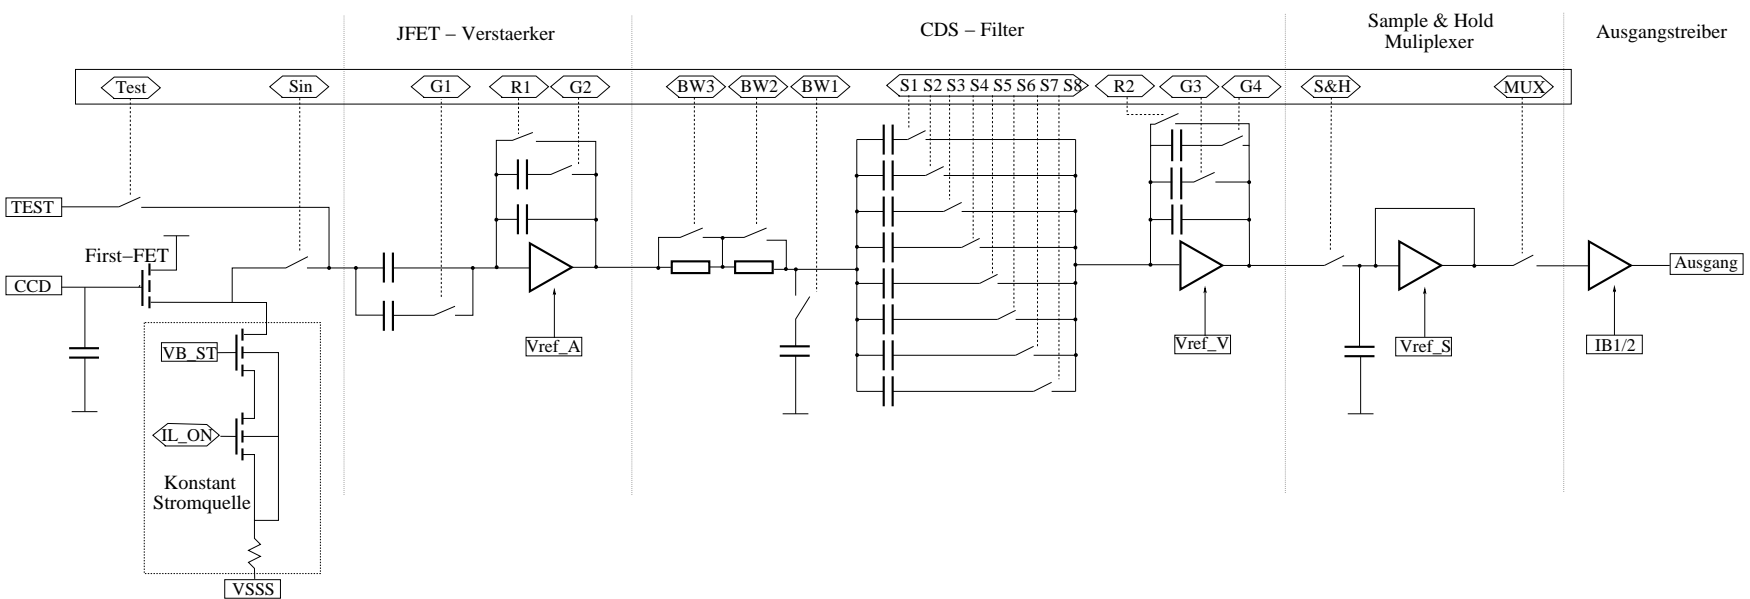 JFET – Verstaerker
CDS – Filter
Sample & Hold
Muliplexer
Ausgangstreiber
Test
Sin
G1
R1
G2
BW3
BW2
BW1
S1 S2 S3 S4 S5 S6 S7 S8
R2
G3
G4
S&H
MUX
TEST
First–FET
CCD
Ausgang
VB_ST
Vref_A
Vref_V
Vref_S
IB1/2
IL_ON
Konstant
Stromquelle
VSSS